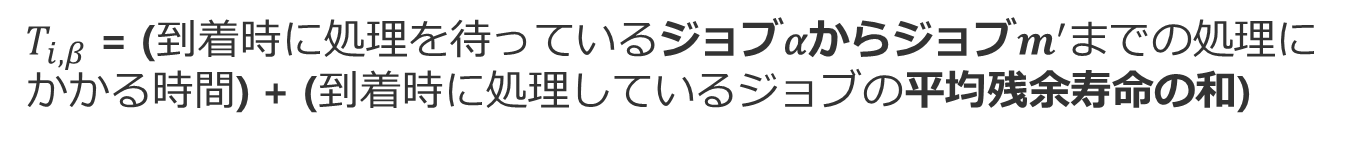 𝑇𝑖,𝛽 = (到着時に処理を待っているジョブ𝜶からジョブ𝒎′までの処理に
かかる時間) + (到着時に処理しているジョブの平均残余寿命の和)